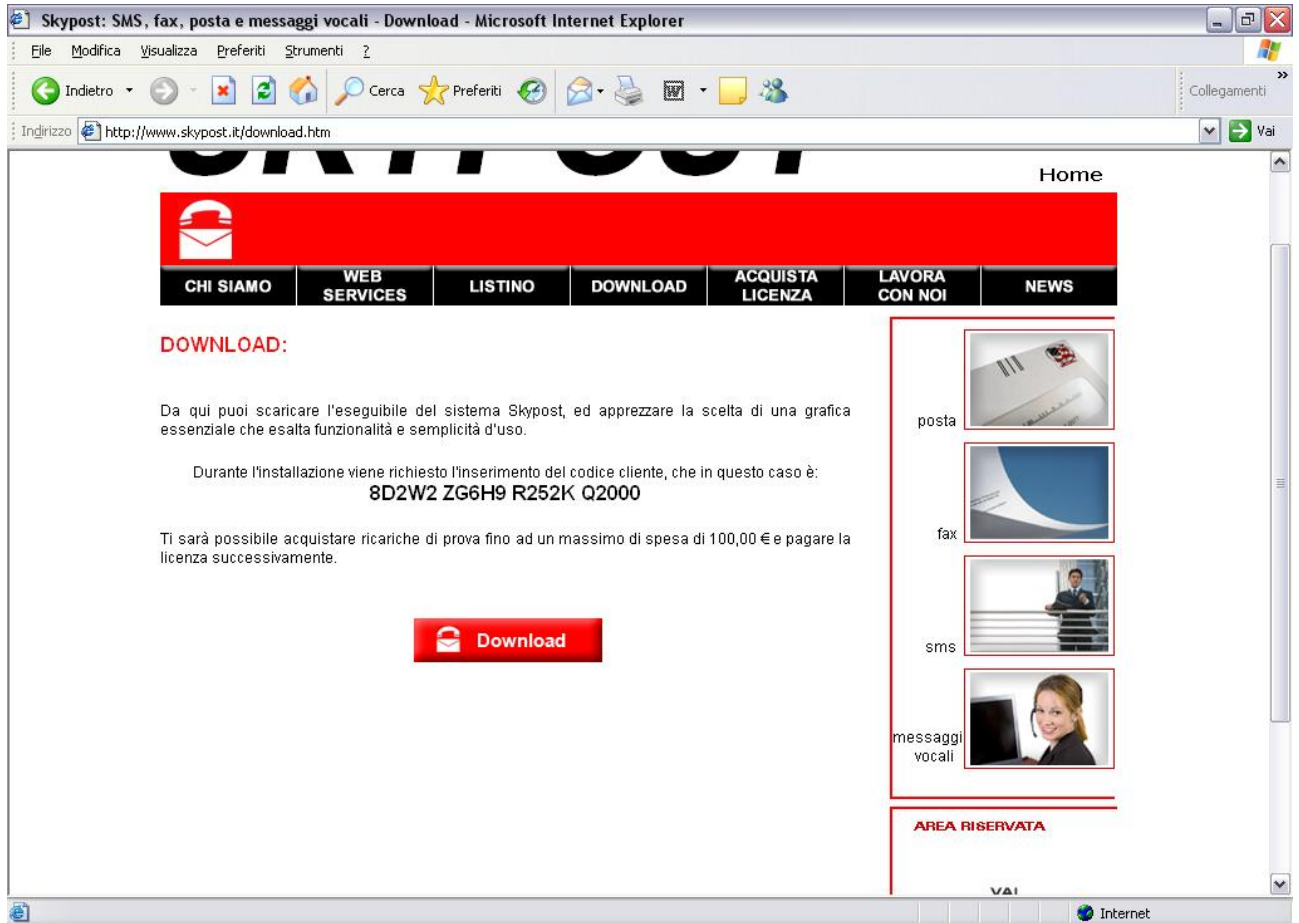 Skypost: SMS, fax, posta e messaggi vocali - Download - Microsoft Internet Explorer
File Modifica Visualizza Preferiti Strumenti ?
Indietro Cerca Preferiti Collegamenti
Indirizzo http://www.skypost.it/download.htm Vai
SKYPOST
Home
CHI SIAMO
WEB
SERVICES
LISTINO
DOWNLOAD
ACQUISTA
LICENZA
LAVORA
CON NOI
NEWS
DOWNLOAD:
Da qui puoi scaricare l'eseguibile del sistema Skypost, ed apprezzare la scelta di una grafica
essenziale che esalta funzionalità e semplicità d'uso.
Durante l'installazione viene richiesto l'inserimento del codice cliente, che in questo caso è:
8D2W2 ZG6H9 R252K Q2000
Ti sarà possibile acquistare ricariche di prova fino ad un massimo di spesa di 100,00 € e pagare la
licenza successivamente.
Download
posta
fax
sms
messaggi
vocali
AREA RISERVATA
VAI
Internet